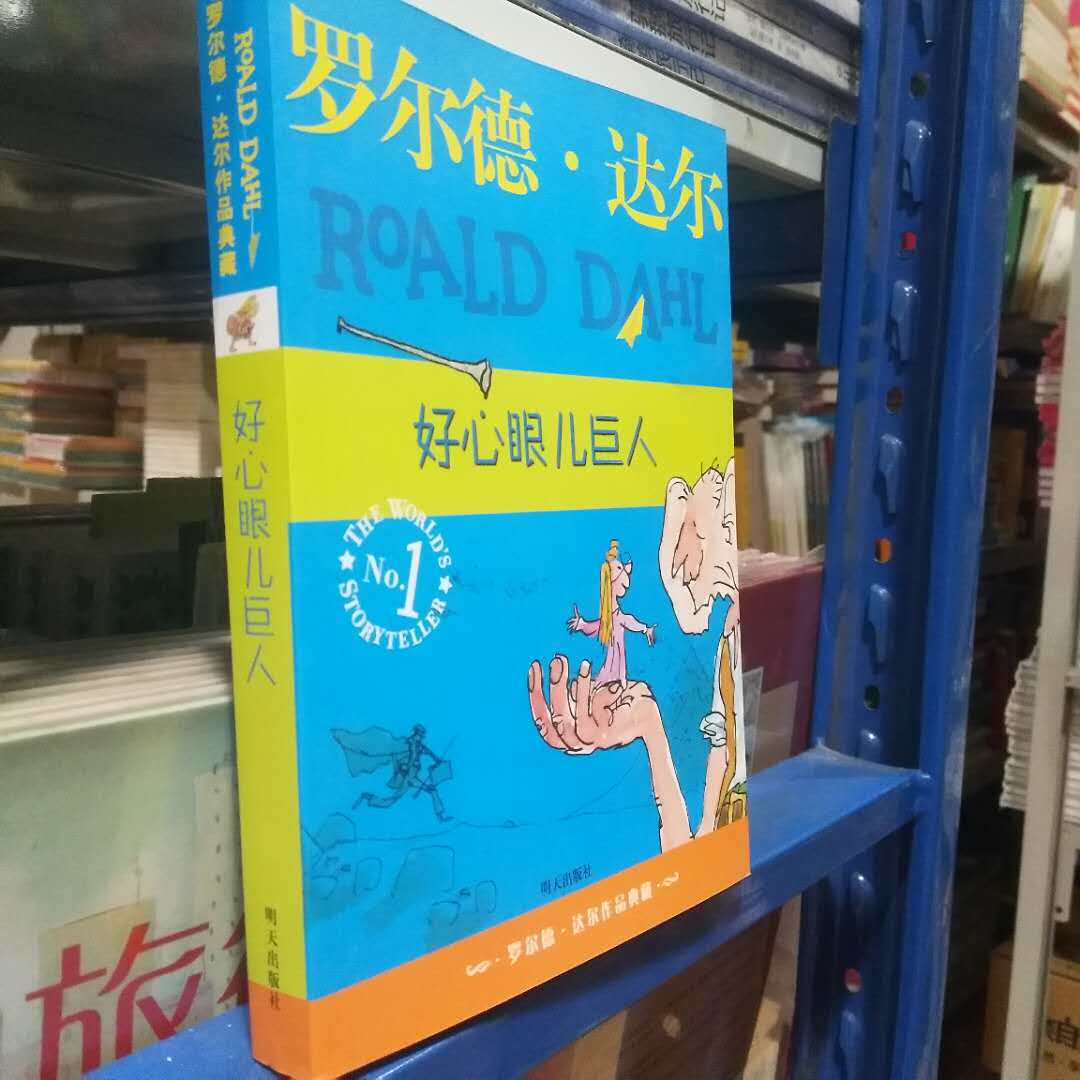 罗尔德·达尔
ROALD DAHL
好心眼儿巨人
THE WORLD'S
No.1
STORYTELLER
明天出版社
·罗尔德·达尔作品典藏·
罗尔德·达尔作品典藏
ROALD DAHL
好心眼儿巨人
明天出版社
旅